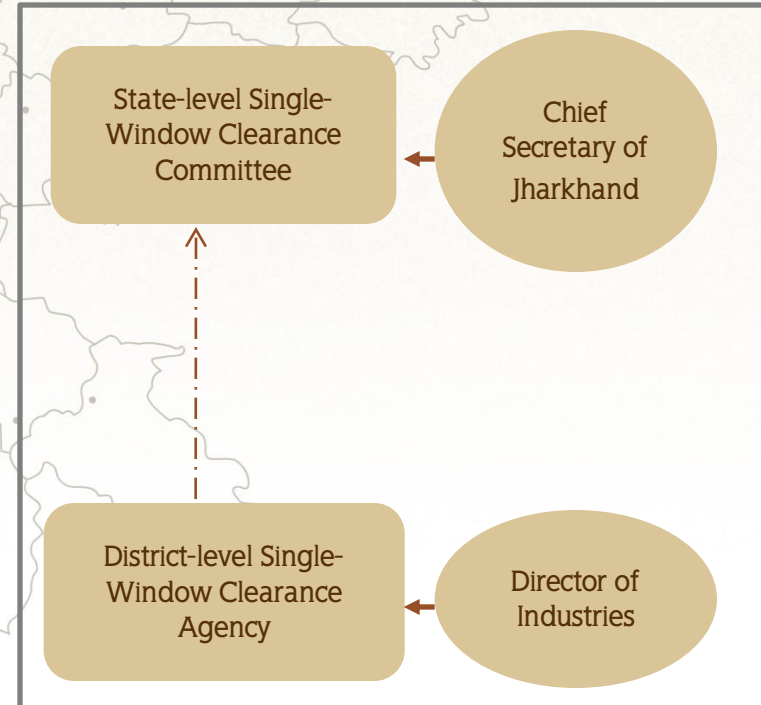 State-level Single-
Window Clearance
Committee
Chief
Secretary of
Jharkhand
District-level Single-
Window Clearance
Agency
Director of
Industries